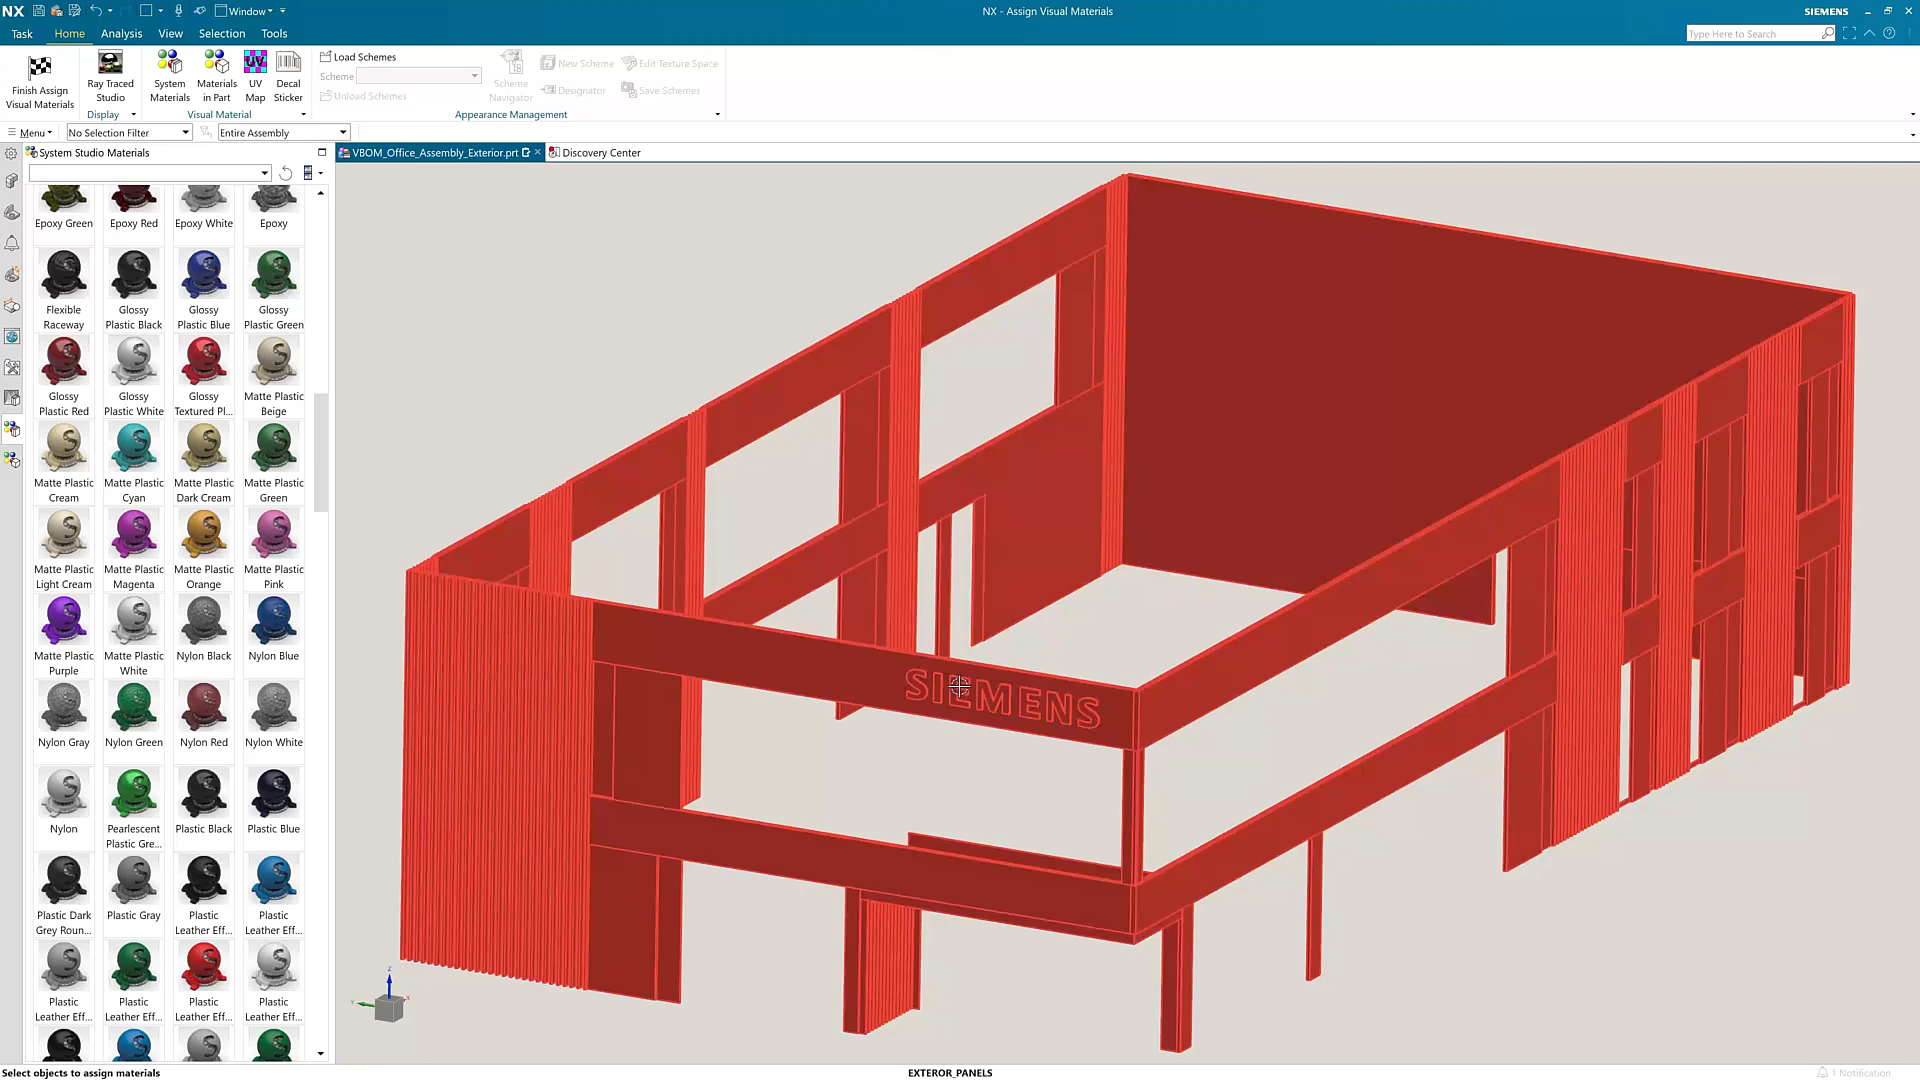 NX
Window
NX - Assign Visual Materials
SIEMENS
Task
Home
Analysis
View
Selection
Tools
Type Here to Search
Finish Assign
Visual Materials
Ray Traced
Studio
Display
System
Materials
Materials
in Part
UV
UV
Map
Decal
Sticker
Visual Material
Load Schemes
Scheme
Unload Schemes
Scheme
Navigator
New Scheme
Designator
Edit Texture Space
Save Schemes
Appearance Management
Menu
No Selection Filter
Entire Assembly
System Studio Materials
VBOM_Office_Assembly_Exterior.prt
Discovery Center
Epoxy Green
Epoxy Red
Epoxy White
Epoxy
Flexible
Raceway
Glossy
Plastic Black
Glossy
Plastic Blue
Glossy
Plastic Green
Glossy
Plastic Red
Glossy
Plastic White
Glossy
Textured Pl...
Matte Plastic
Beige
Matte Plastic
Cream
Matte Plastic
Cyan
Matte Plastic
Dark Cream
Matte Plastic
Green
Matte Plastic
Light Cream
Matte Plastic
Magenta
Matte Plastic
Orange
Matte Plastic
Pink
Matte Plastic
Purple
Matte Plastic
White
Nylon Black
Nylon Blue
Nylon Gray
Nylon Green
Nylon Red
Nylon White
Nylon
Pearlescent
Plastic Gre...
Plastic Black
Plastic Blue
Plastic Dark
Grey Roun...
Plastic Gray
Plastic
Leather Eff...
Plastic
Leather Eff...
Plastic
Leather Eff...
Plastic
Leather Eff...
Plastic
Leather Eff...
Plastic
Leather Eff...
SIEMENS
Z
Y
X
Select objects to assign materials
EXTEROR_PANELS
1 Notification